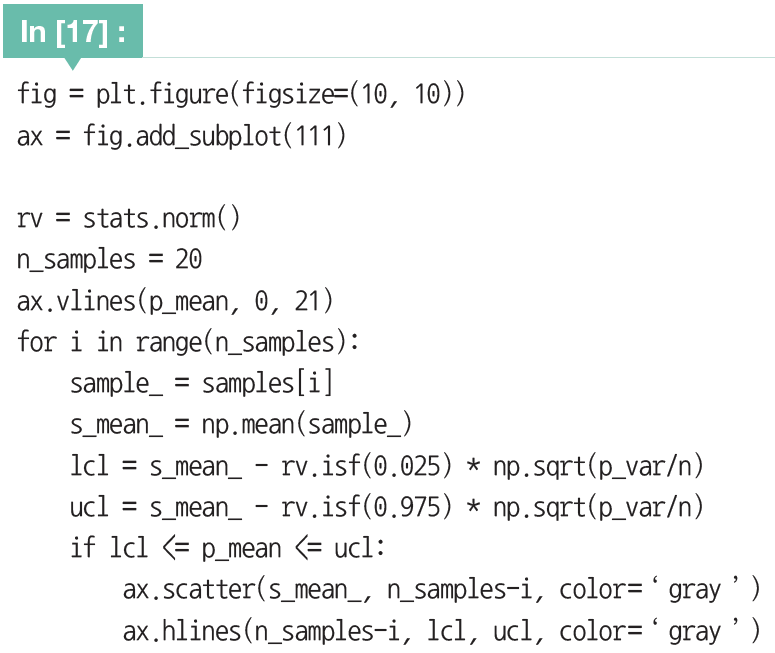 In [17] :
fig = plt.figure(figsize=(10, 10))
ax = fig.add_subplot(111)
rv = stats.norm()
n_samples = 20
ax.vlines(p_mean, 0, 21)
for i in range(n_samples):
    sample_ = samples[i]
    s_mean_ = np.mean(sample_)
    lcl = s_mean_ - rv.isf(0.025) * np.sqrt(p_var/n)
    ucl = s_mean_ - rv.isf(0.975) * np.sqrt(p_var/n)
    if lcl <= p_mean <= ucl:
        ax.scatter(s_mean_, n_samples-i, color=‘gray’)
        ax.hlines(n_samples-i, lcl, ucl, color=‘gray’)